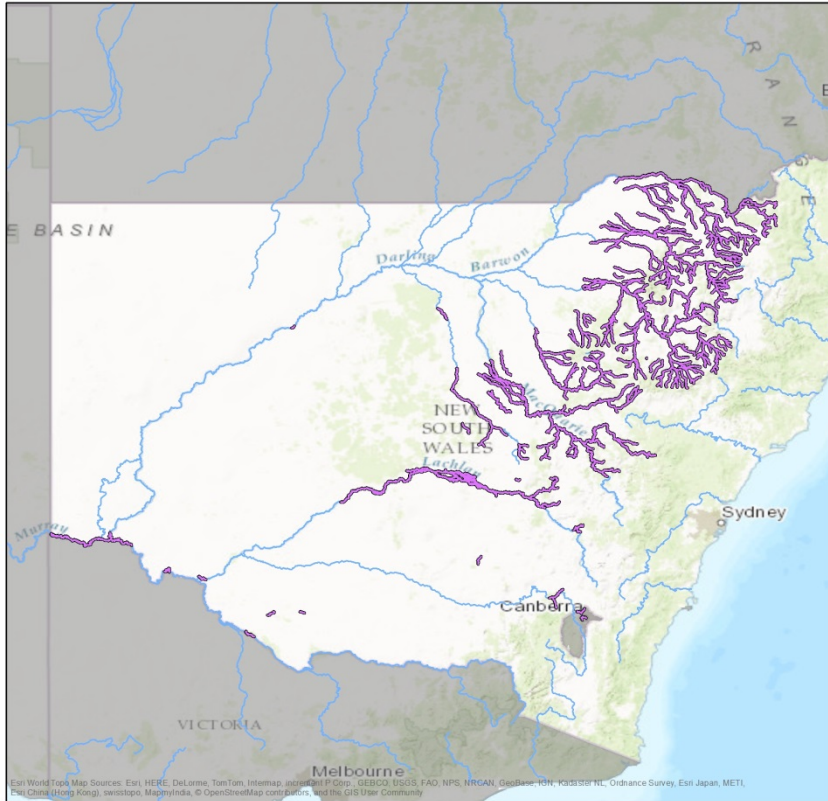 RANGE
E BASIN
Darling
Barwon
MacQuarie
NEW
SOUTH
WALES
Lachlan
Murray
Sydney
Canberra
VICTORIA
Melbourne
Esri World Topo Map Sources: Esri, HERE, DeLorme, TomTom, Intermap, increment P Corp., GEBCO, USGS, FAO, NPS, NRCAN, GeoBase, IGN, Kadaster NL, Ordnance Survey, Esri Japan, METI,
Esri China (Hong Kong), swisstopo, MapmyIndia, © OpenStreetMap contributors, and the GIS User Community